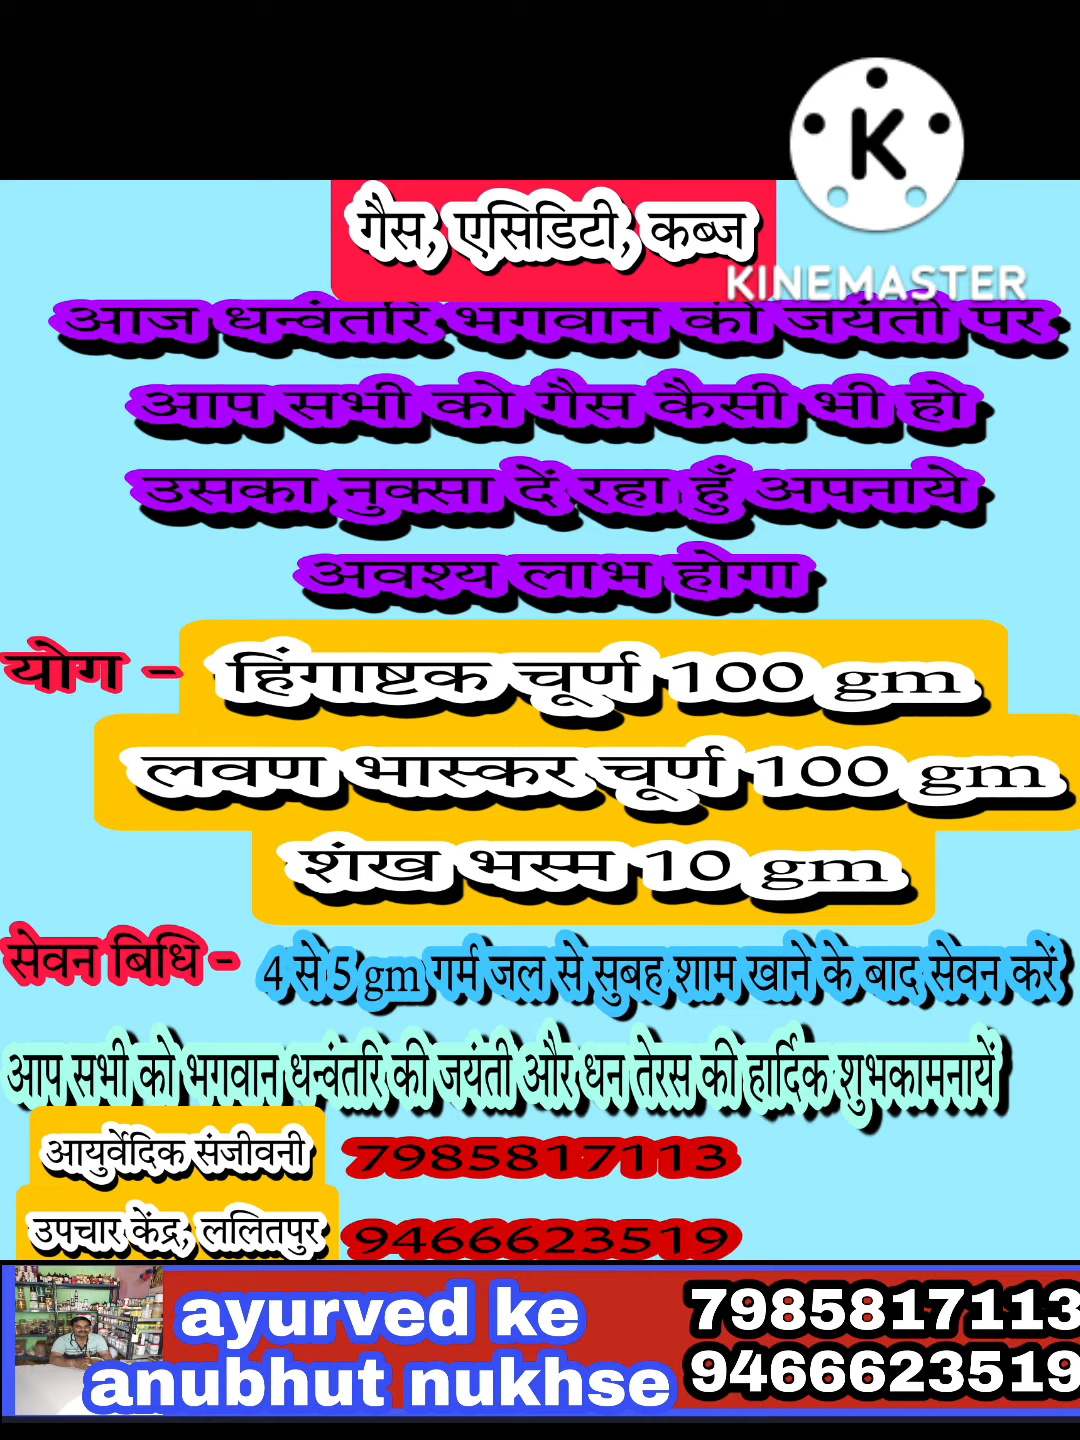 K
KINEMASTER
गैस, एसिडिटी, कब्ज
आज धन्वंतरि भगवान की जयंती पर
आप सभी को गैस कैसी भी हो
उसका नुक्सा दें रहा हुँ अपनाये
अवश्य लाभ होगा
योग - हिंगाष्टक चूर्ण 100 gm
लवण भास्कर चूर्ण 100 gm
शंख भस्म 10 gm
सेवन बिधि - 4 से 5 gm गर्म जल से सुबह शाम खाने के बाद सेवन करें
आप सभी को भगवान धन्वंतरि की जयंती और धन तेरस की हार्दिक शुभकामनायें
आयुर्वेदिक संजीवनी 7985817113
उपचार केंद्र, ललितपुर 9466623519
ayurved ke 7985817113
anubhut nukhse 9466623519